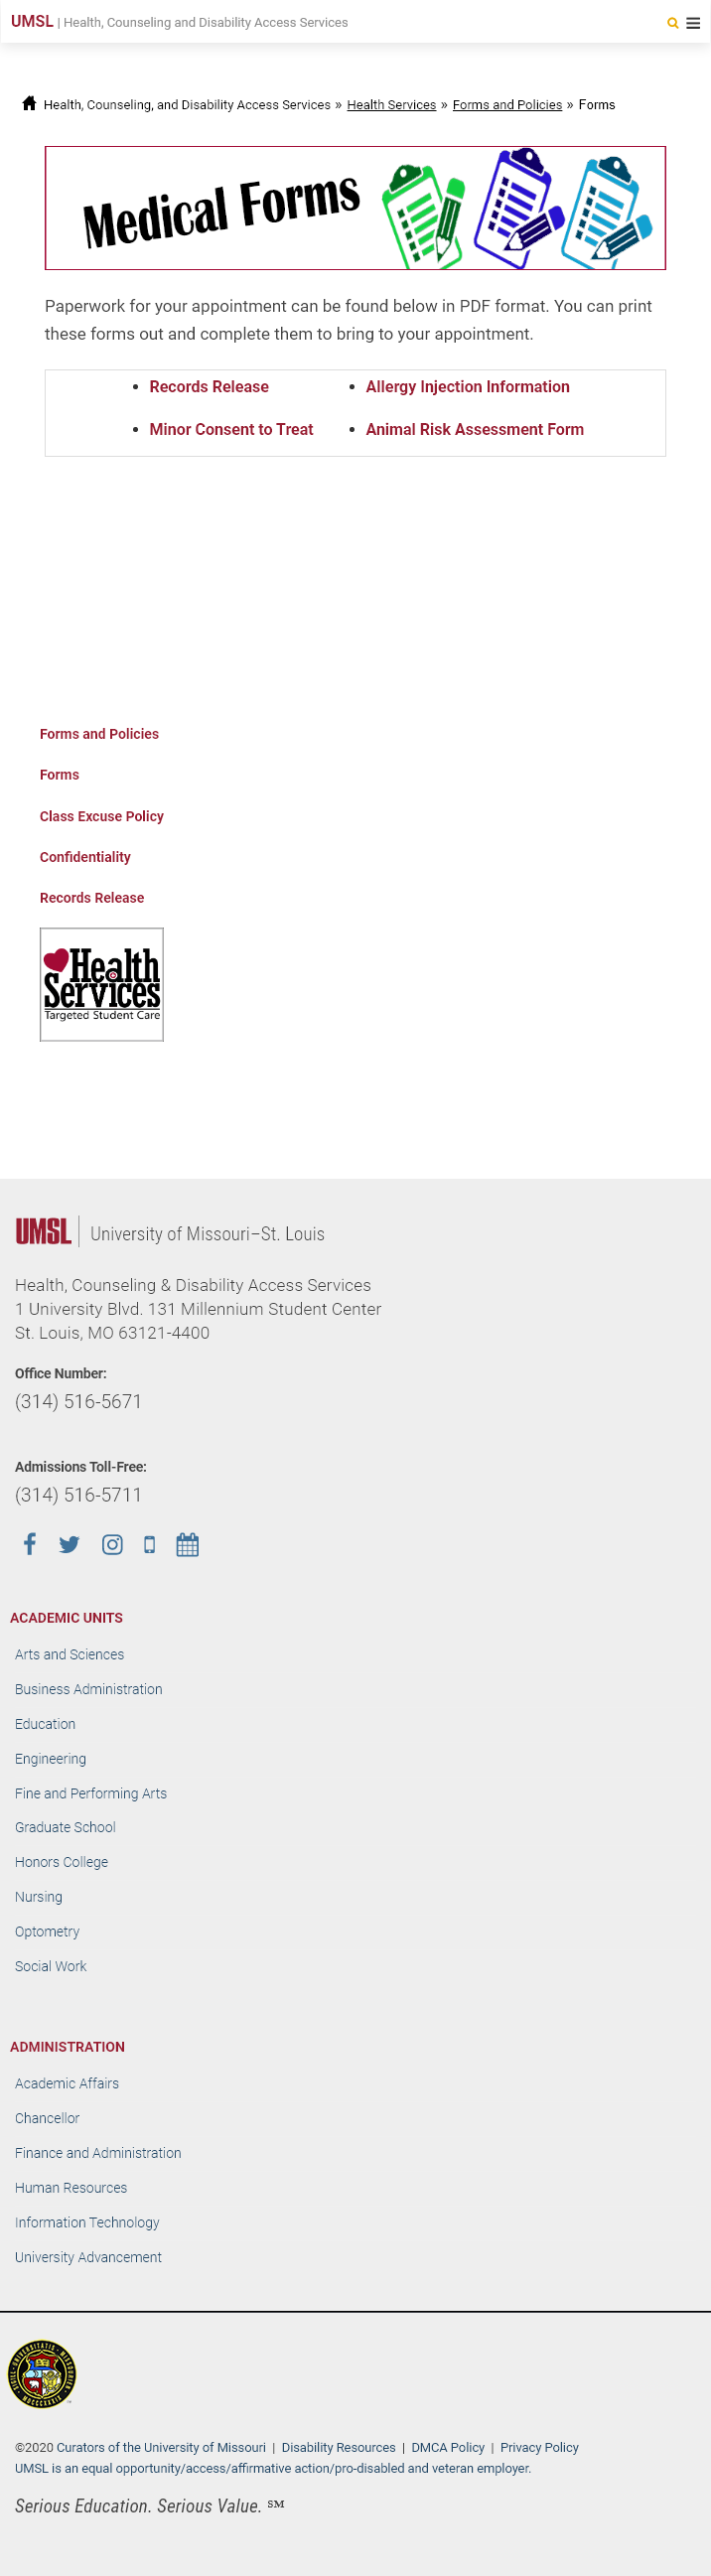 UMSL | Health, Counseling and Disability Access Services
Health, Counseling, and Disability Access Services » Health Services » Forms and Policies » Forms
Medical Forms
Paperwork for your appointment can be found below in PDF format. You can print
these forms out and complete them to bring to your appointment.
• Records Release • Allergy Injection Information
• Minor Consent to Treat • Animal Risk Assessment Form
Forms and Policies
Forms
Class Excuse Policy
Confidentiality
Records Release
Health
Services
Targeted Student Care
UMSL | University of Missouri–St. Louis
Health, Counseling & Disability Access Services
1 University Blvd. 131 Millennium Student Center
St. Louis, MO 63121-4400
Office Number:
(314) 516-5671
Admissions Toll-Free:
(314) 516-5711
ACADEMIC UNITS
Arts and Sciences
Business Administration
Education
Engineering
Fine and Performing Arts
Graduate School
Honors College
Nursing
Optometry
Social Work
ADMINISTRATION
Academic Affairs
Chancellor
Finance and Administration
Human Resources
Information Technology
University Advancement
©2020 Curators of the University of Missouri | Disability Resources | DMCA Policy | Privacy Policy
UMSL is an equal opportunity/access/affirmative action/pro-disabled and veteran employer.
Serious Education. Serious Value. ℠